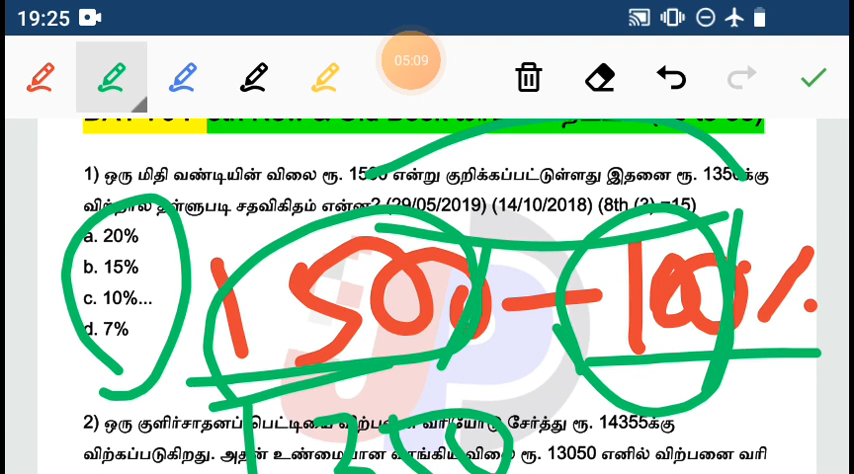 19:25
05:09
1) ஒரு மிதி வண்டியின் விலை ரூ. 1500 என்று குறிக்கப்பட்டுள்ளது இதனை ரூ. 1350க்கு
விற்றால் தள்ளுபடி சதவிகிதம் என்ன? (29/05/2019) (14/10/2018) (8th (3) =15)
a. 20%
b. 15%
c. 10%...
d. 7%
1500 — 100%
2) ஒரு குளிர்சாதனப் பெட்டியை விற்பனை வரியோடு சேர்த்து ரூ. 14355க்கு
விற்கப்படுகிறது. அதன் உண்மையான வாங்கிய விலை ரூ. 13050 எனில் விற்பனை வரி